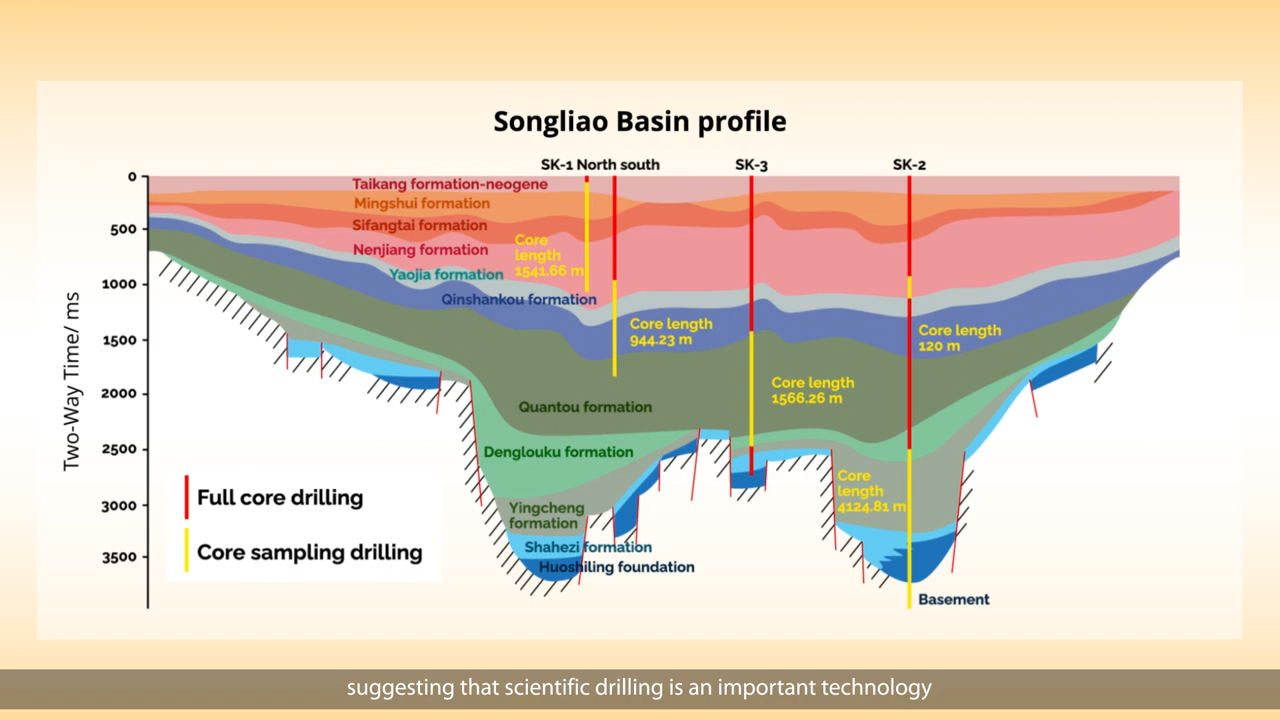 Songliao Basin profile
SK-1 North south
SK-3
SK-2
Two-Way Time/ ms
0
500
1000
1500
2000
2500
3000
3500
Taikang formation-neogene
Mingshui formation
Sifangtai formation
Nenjiang formation
Yaojia formation
Qinshankou formation
Core
length
1541.66 m
Core length
944.23 m
Core length
1566.26 m
Core length
120 m
Quantou formation
Denglouku formation
Yingcheng
formation
Shahezi formation
Huoshiling foundation
Core
length
4124.81 m
Basement
Full core drilling
Core sampling drilling
suggesting that scientific drilling is an important technology